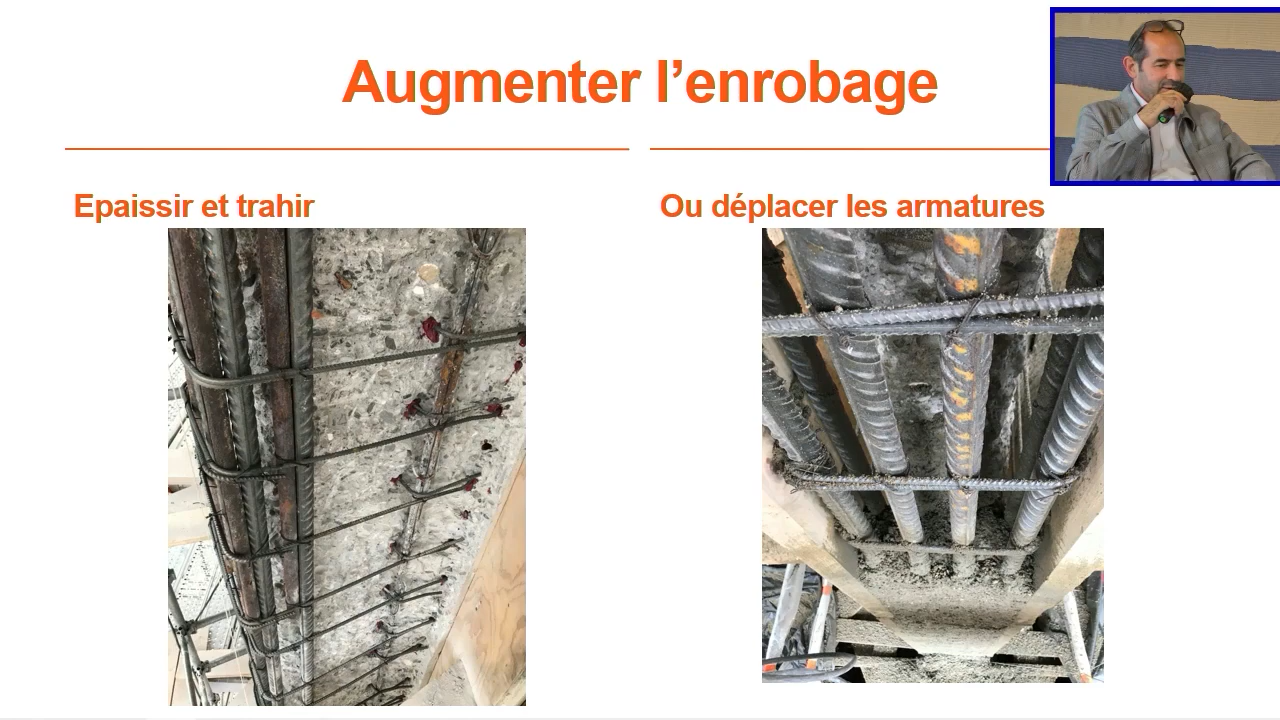 Augmenter l’enrobage
Epaissir et trahir
Ou déplacer les armatures